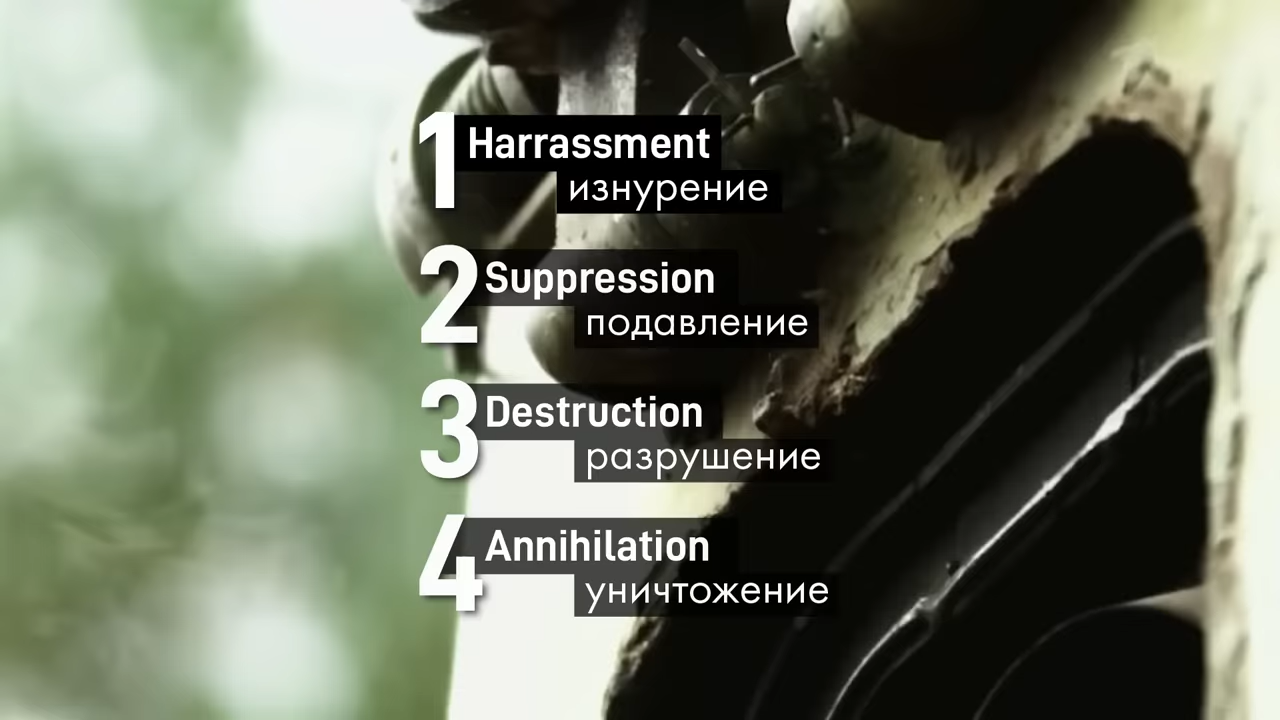 1 Harrassment
изнурение
2 Suppression
подавление
3 Destruction
разрушение
4 Annihilation
уничтожение